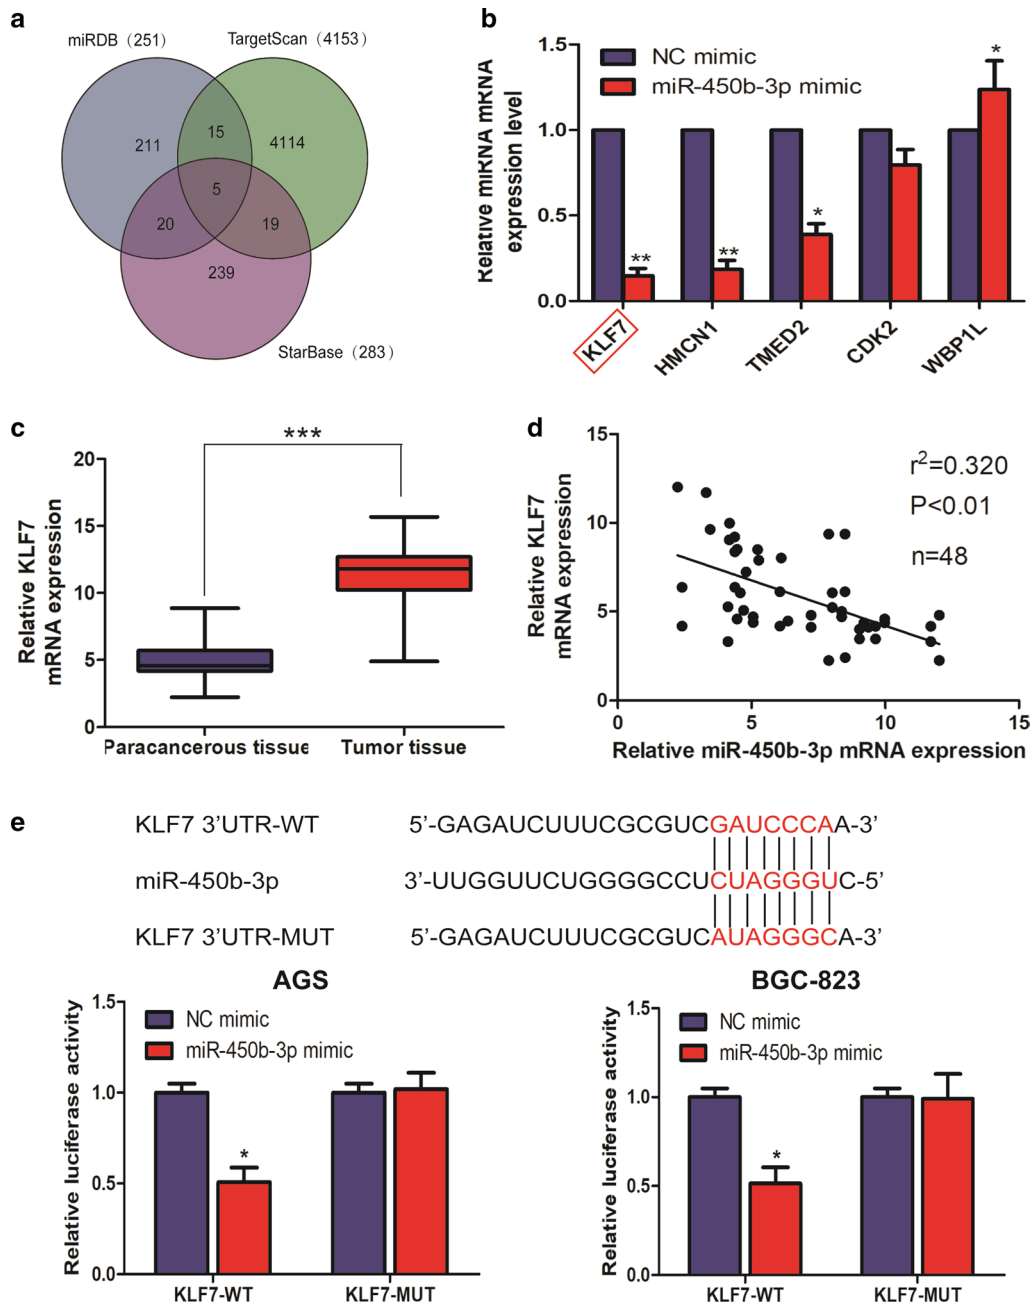 a
miRDB（251）
TargetScan（4153）
15
211
4114
5
20
19
239
StarBase（283）
b
Relative miRNA mRNA
expression level
1.5
1.0
0.5
0.0
NC mimic
miR-450b-3p mimic
**
**
*
*
KLF7
HMCN1
TMED2
CDK2
WBP1L
c
Relative KLF7
mRNA expression
20
15
10
5
0
***
Paracancerous tissue
Tumor tissue
d
Relative KLF7
mRNA expression
15
10
5
0
r²=0.320
P<0.01
n=48
0
5
10
15
Relative miR-450b-3p mRNA expression
e
KLF7 3’UTR-WT 5’-GAGAUCUUUCGCGUCGAUCCCAA-3’
miR-450b-3p 3’-UUGGUUCUGGGGCCUCUAGGGUC-5’
KLF7 3’UTR-MUT 5’-GAGAUCUUUCGCGUCAUAGGGCA-3’
AGS
Relative luciferase activity
1.5
1.0
0.5
0.0
NC mimic
miR-450b-3p mimic
*
KLF7-WT
KLF7-MUT
BGC-823
Relative luciferase activity
1.5
1.0
0.5
0.0
NC mimic
miR-450b-3p mimic
*
KLF7-WT
KLF7-MUT